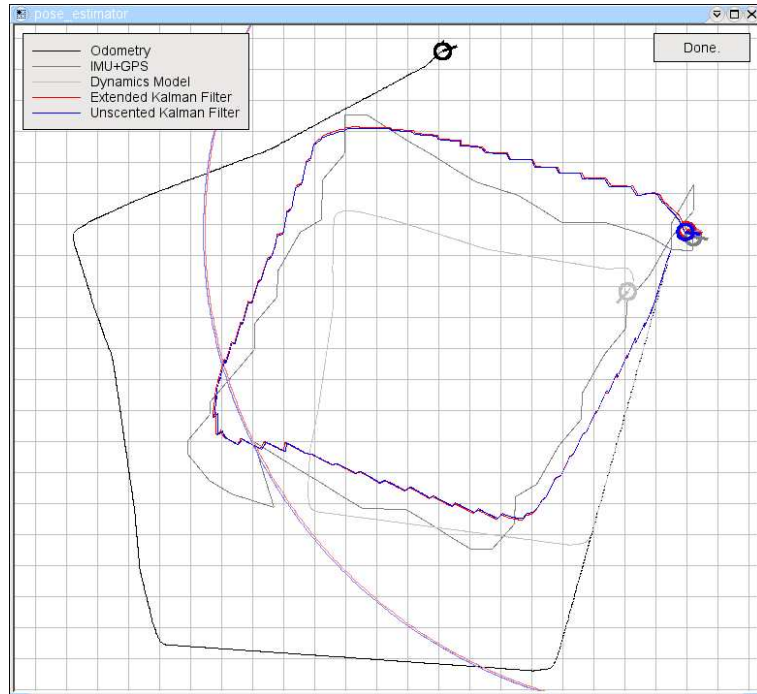 pose_estimator
Odometry
IMU+GPS
Dynamics Model
Extended Kalman Filter
Unscented Kalman Filter
Done.